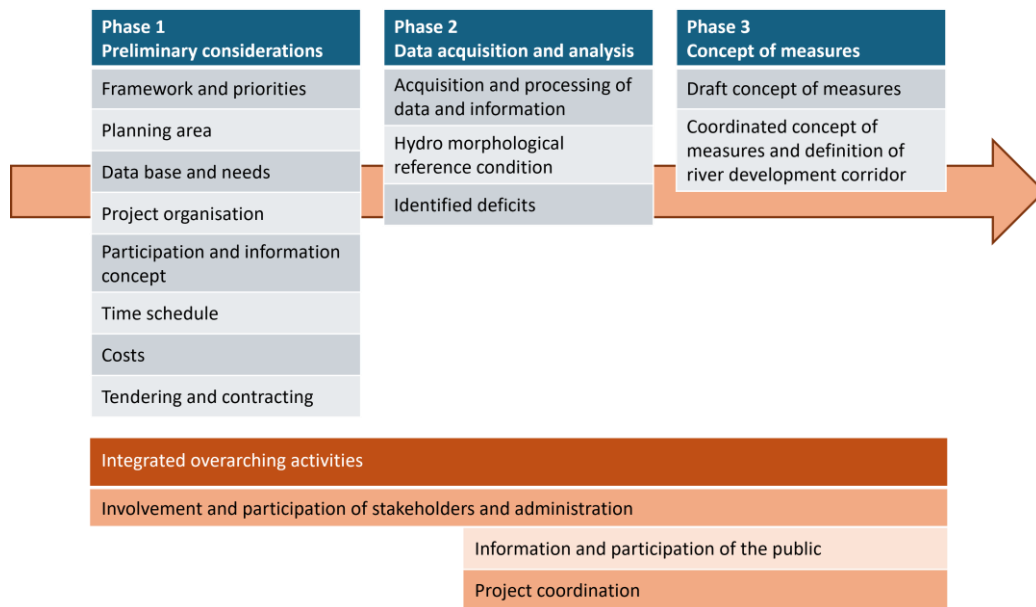 Phase 1
Preliminary considerations
Framework and priorities
Planning area
Data base and needs
Project organisation
Participation and information
concept
Time schedule
Costs
Tendering and contracting
Phase 2
Data acquisition and analysis
Acquisition and processing of
data and information
Hydro morphological
reference condition
Identified deficits
Phase 3
Concept of measures
Draft concept of measures
Coordinated concept of
measures and definition of
river development corridor
Integrated overarching activities
Involvement and participation of stakeholders and administration
Information and participation of the public
Project coordination